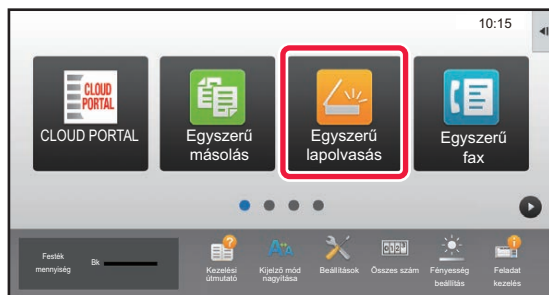 10:15
CLOUD
PORTAL
CLOUD PORTAL
Egyszerű
másolás
Egyszerű
lapolvasás
Egyszerű
fax
Festék
mennyiség
Bk
Kezelési
útmutató
Kijelző mód
nagyítása
Beállítások
Összes szám
Fényesség
beállítás
Feladat
kezelés